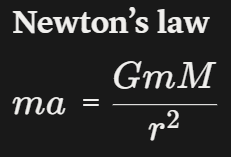 Newton’s law
ma = GmM / r²